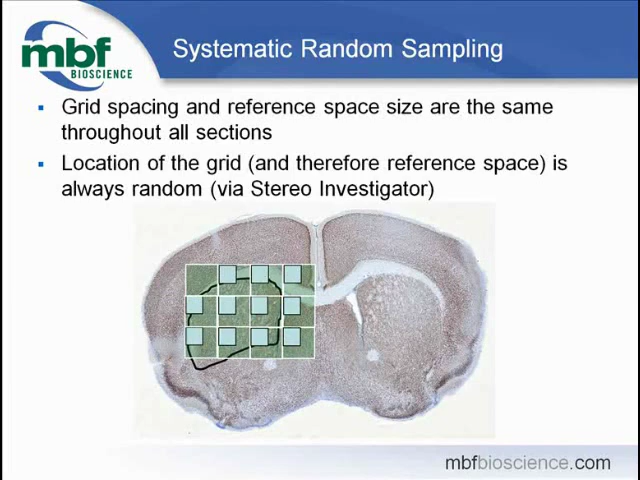 mbf
BIOSCIENCE
Systematic Random Sampling
Grid spacing and reference space size are the same
throughout all sections
Location of the grid (and therefore reference space) is
always random (via Stereo Investigator)
mbfbioscience.com